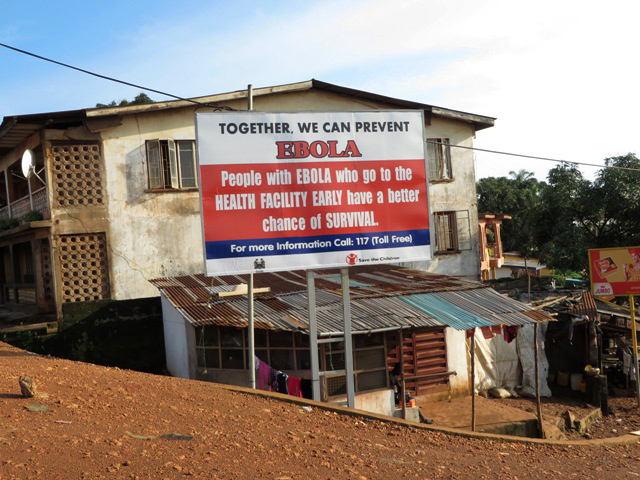 TOGETHER, WE CAN PREVENT
EBOLA
People with EBOLA who go to the
HEALTH FACILITY EARLY have a better
chance of SURVIVAL.
For more Information Call: 117 (Toll Free)
Save the Children
JUMBO